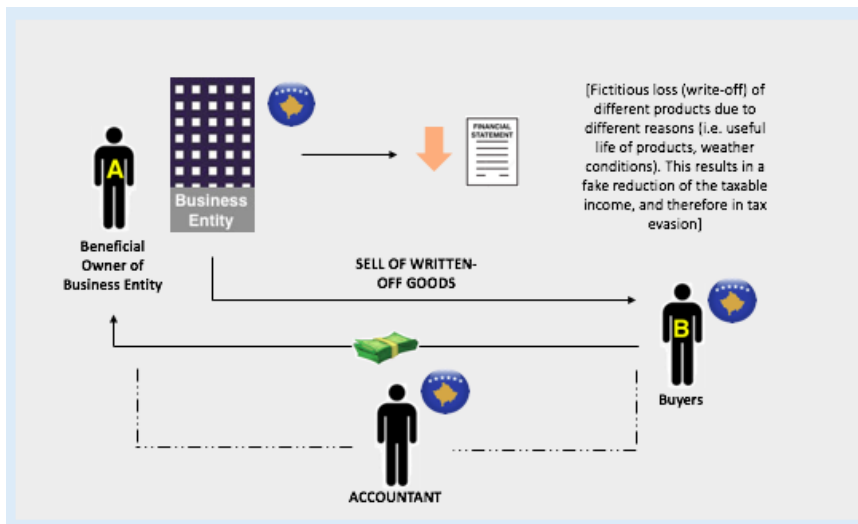 [Fictitious loss (write-off) of
different products due to
different reasons (i.e. useful
life of products, weather
conditions). This results in a
fake reduction of the taxable
income, and therefore in tax
evasion]
FINANCIAL
STATEMENT
A
Business
Entity
Beneficial
Owner of
Business Entity
SELL OF WRITTEN-
OFF GOODS
B
Buyers
ACCOUNTANT